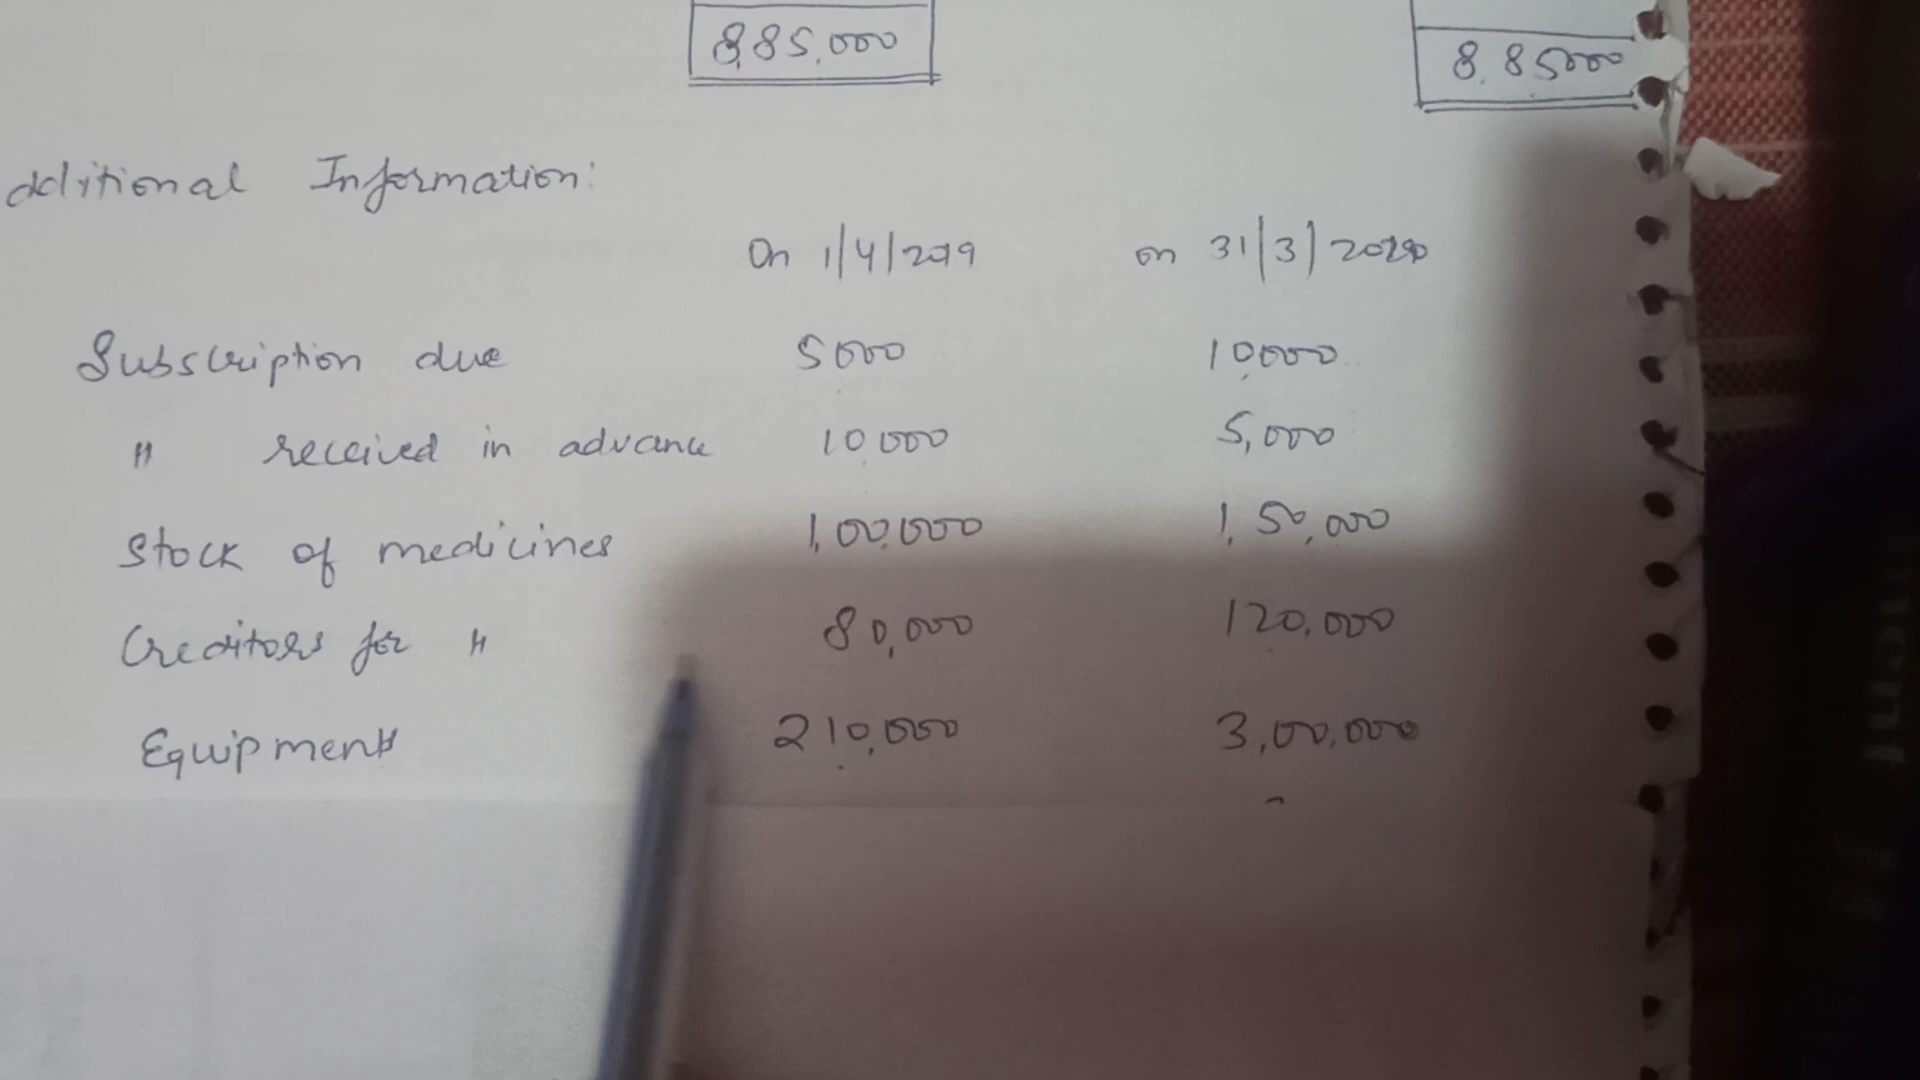 8,85,000 8,85000
dditional Information:
On 1/4/2019 on 31/3/2020
Subscription due 5000 10,000
" received in advance 10,000 5,000
Stock of medicines 1,00,000 1,50,000
Creditors for " 80,000 120,000
Equipments 210,000 3,00,000